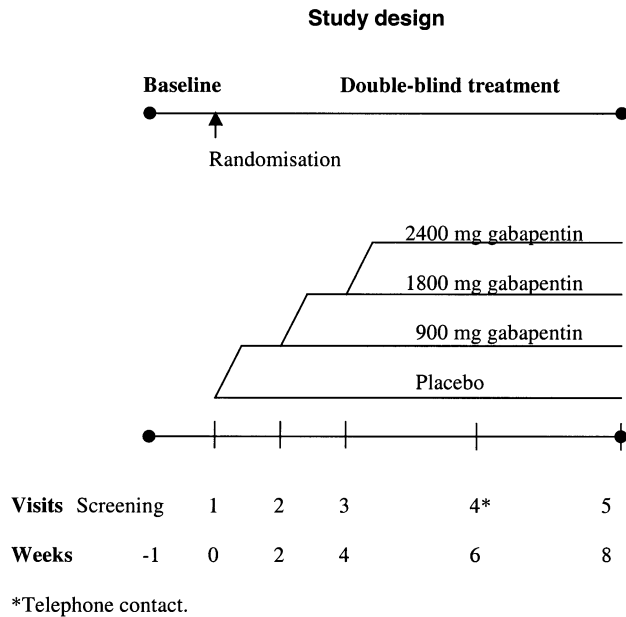 Study design
Baseline Double-blind treatment
Randomisation
2400 mg gabapentin
1800 mg gabapentin
900 mg gabapentin
Placebo
Visits Screening 1 2 3 4* 5
Weeks -1 0 2 4 6 8
*Telephone contact.